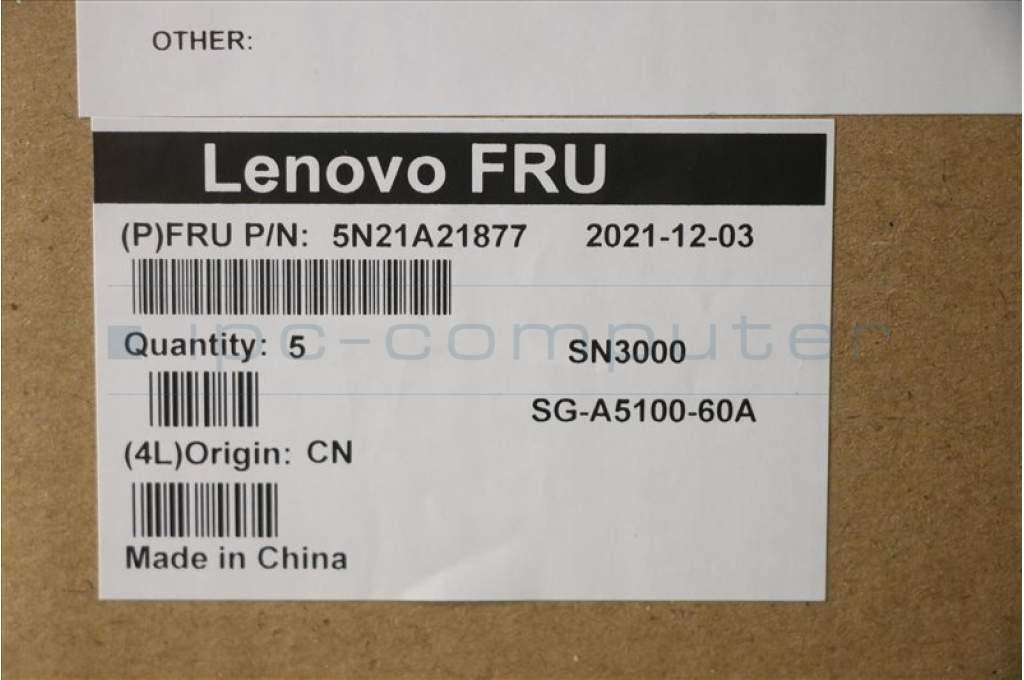 OTHER:
Lenovo FRU
(P)FRU P/N: 5N21A21877 2021-12-03
ipc-computer
Quantity: 5 SN3000
SG-A5100-60A
(4L)Origin: CN
Made in China